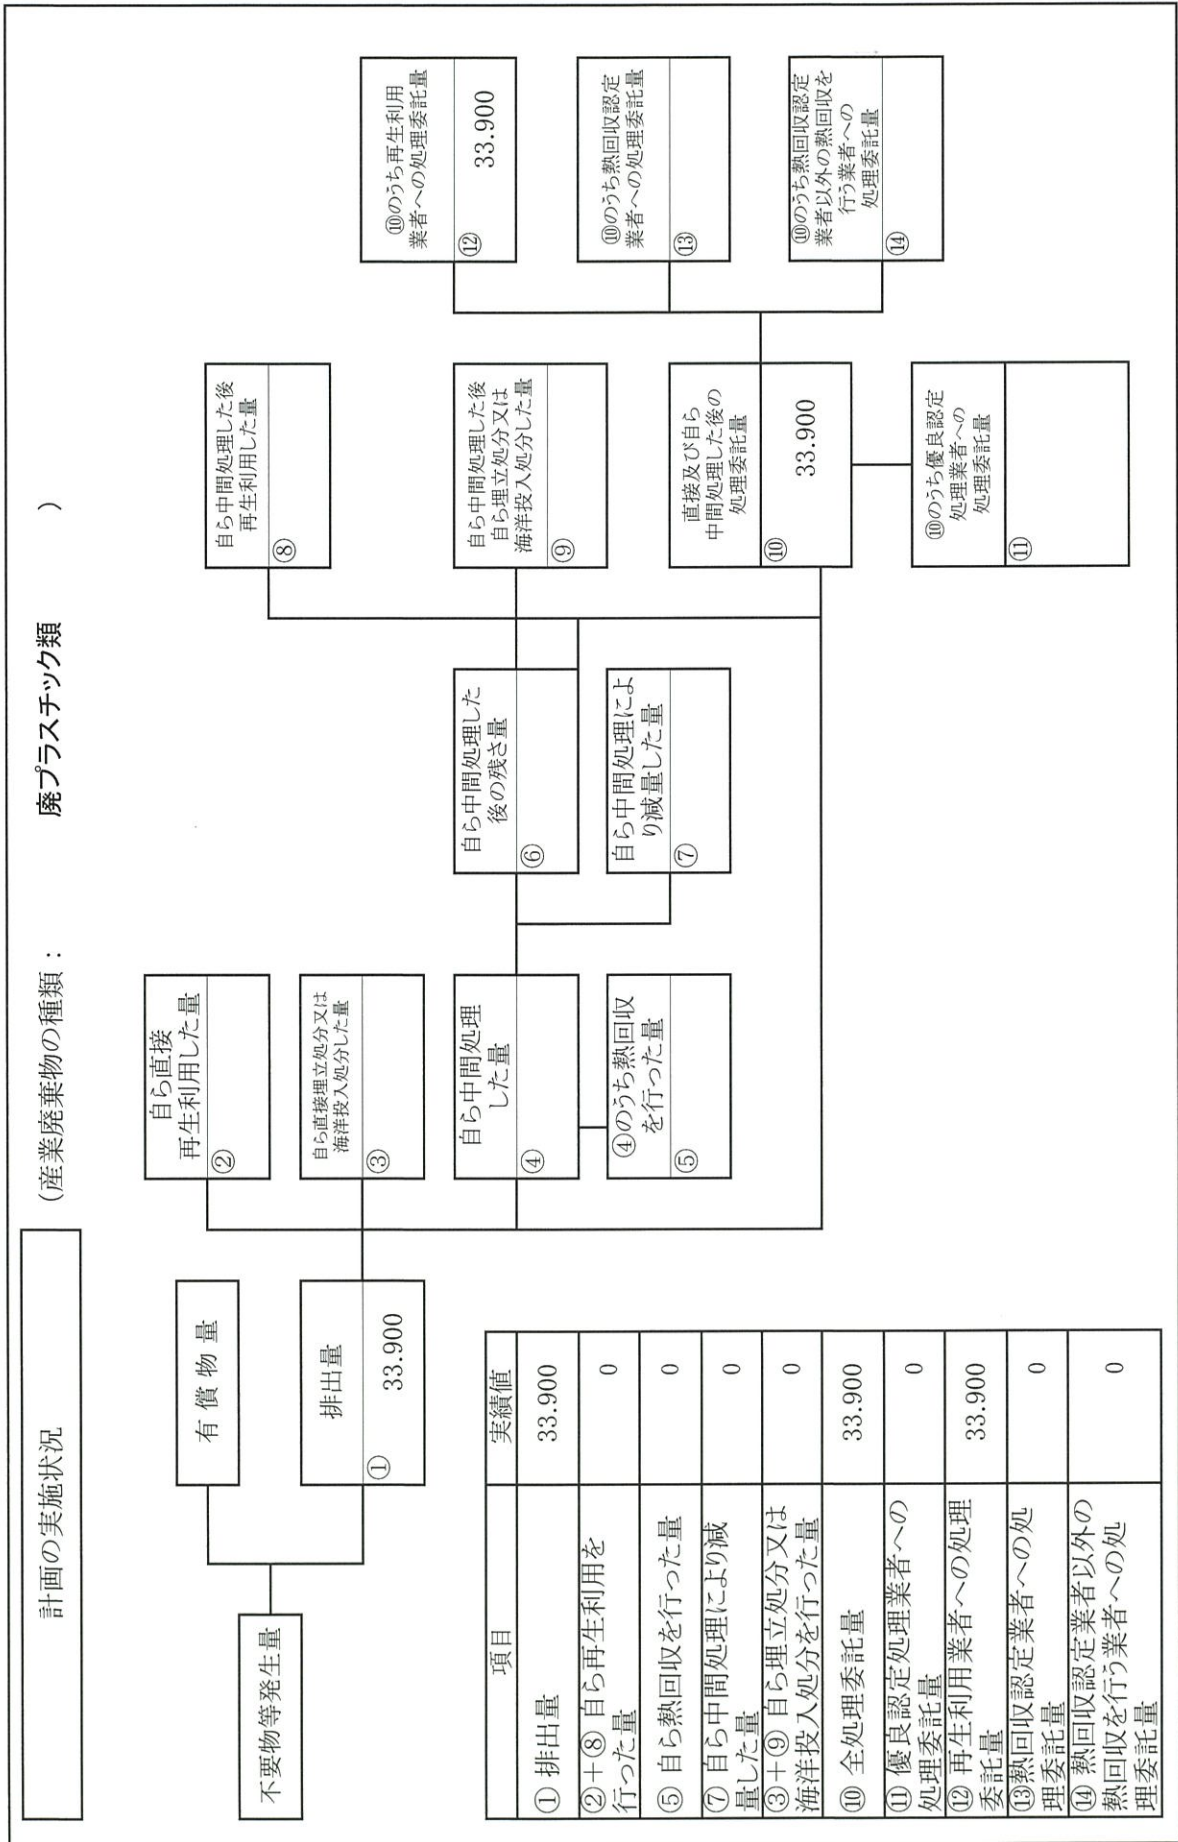 計画の実施状況
(産業廃棄物の種類： 廃プラスチック類 )
不要物等発生量
有 償 物 量
排出量
① 33.900
自ら直接
再生利用した量
②
自ら直接埋立処分又は
海洋投入処分した量
③
自ら中間処理
した量
④
④のうち熱回収
を行った量
⑤
自ら中間処理した
後の残さ量
⑥
自ら中間処理によ
り減量した量
⑦
自ら中間処理した後
再生利用した量
⑧
自ら中間処理した後
自ら埋立処分又は
海洋投入処分した量
⑨
直接及び自ら
中間処理した後の
処理委託量
⑩ 33.900
⑩のうち優良認定
処理業者への
処理委託量
⑪
⑩のうち再生利用
業者への処理委託量
⑫ 33.900
⑩のうち熱回収認定
業者への処理委託量
⑬
⑩のうち熱回収認定
業者以外の熱回収を
行う業者への
処理委託量
⑭
項目 実績値
① 排出量 33.900
②＋⑧ 自ら再生利用を
行った量 0
⑤ 自ら熱回収を行った量 0
⑦ 自ら中間処理により減
量した量 0
③＋⑨ 自ら埋立処分又は
海洋投入処分を行った量 0
⑩ 全処理委託量 33.900
⑪ 優良認定処理業者への
処理委託量 0
⑫ 再生利用業者への処理
委託量 33.900
⑬熱回収認定業者への処
理委託量 0
⑭ 熱回収認定業者以外の
熱回収を行う業者への処
理委託量 0